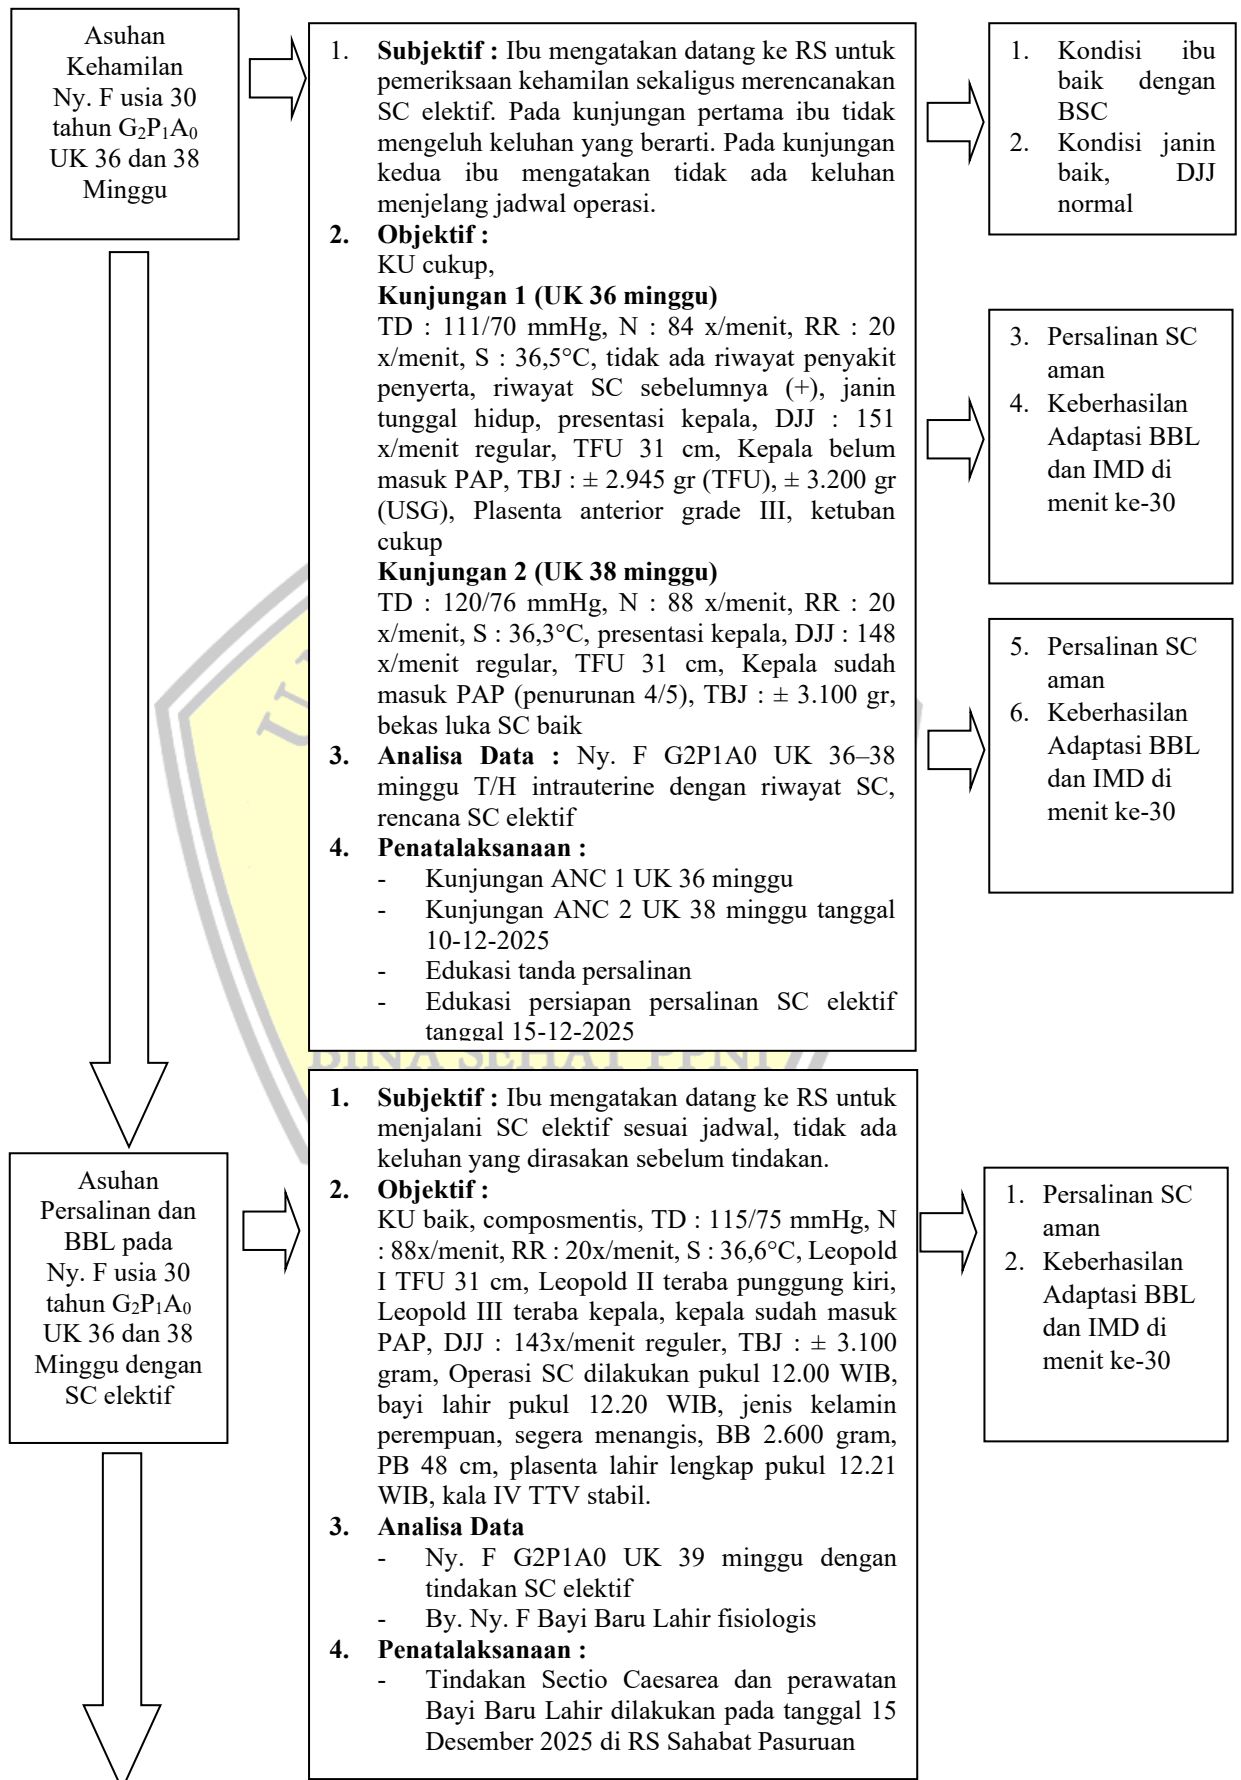 Asuhan
Kehamilan
Ny. F usia 30
tahun G₂P₁A₀
UK 36 dan 38
Minggu
1. Subjektif : Ibu mengatakan datang ke RS untuk
pemeriksaan kehamilan sekaligus merencanakan
SC elektif. Pada kunjungan pertama ibu tidak
mengeluh keluhan yang berarti. Pada kunjungan
kedua ibu mengatakan tidak ada keluhan
menjelang jadwal operasi.
2. Objektif :
KU cukup,
Kunjungan 1 (UK 36 minggu)
TD : 111/70 mmHg, N : 84 x/menit, RR : 20
x/menit, S : 36,5°C, tidak ada riwayat penyakit
penyerta, riwayat SC sebelumnya (+), janin
tunggal hidup, presentasi kepala, DJJ : 151
x/menit regular, TFU 31 cm, Kepala belum
masuk PAP, TBJ : ± 2.945 gr (TFU), ± 3.200 gr
(USG), Plasenta anterior grade III, ketuban
cukup
Kunjungan 2 (UK 38 minggu)
TD : 120/76 mmHg, N : 88 x/menit, RR : 20
x/menit, S : 36,3°C, presentasi kepala, DJJ : 148
x/menit regular, TFU 31 cm, Kepala sudah
masuk PAP (penurunan 4/5), TBJ : ± 3.100 gr,
bekas luka SC baik
3. Analisa Data : Ny. F G2P1A0 UK 36–38
minggu T/H intrauterine dengan riwayat SC,
rencana SC elektif
4. Penatalaksanaan :
- Kunjungan ANC 1 UK 36 minggu
- Kunjungan ANC 2 UK 38 minggu tanggal
10-12-2025
- Edukasi tanda persalinan
- Edukasi persiapan persalinan SC elektif
tanggal 15-12-2025
1. Kondisi ibu
baik dengan
BSC
2. Kondisi janin
baik, DJJ
normal
3. Persalinan SC
aman
4. Keberhasilan
Adaptasi BBL
dan IMD di
menit ke-30
5. Persalinan SC
aman
6. Keberhasilan
Adaptasi BBL
dan IMD di
menit ke-30
BINA SEHAT PPNI
Asuhan
Persalinan dan
BBL pada
Ny. F usia 30
tahun G₂P₁A₀
UK 36 dan 38
Minggu dengan
SC elektif
1. Subjektif : Ibu mengatakan datang ke RS untuk
menjalani SC elektif sesuai jadwal, tidak ada
keluhan yang dirasakan sebelum tindakan.
2. Objektif :
KU baik, composmentis, TD : 115/75 mmHg, N
: 88x/menit, RR : 20x/menit, S : 36,6°C, Leopold
I TFU 31 cm, Leopold II teraba punggung kiri,
Leopold III teraba kepala, kepala sudah masuk
PAP, DJJ : 143x/menit reguler, TBJ : ± 3.100
gram, Operasi SC dilakukan pukul 12.00 WIB,
bayi lahir pukul 12.20 WIB, jenis kelamin
perempuan, segera menangis, BB 2.600 gram,
PB 48 cm, plasenta lahir lengkap pukul 12.21
WIB, kala IV TTV stabil.
3. Analisa Data
- Ny. F G2P1A0 UK 39 minggu dengan
tindakan SC elektif
- By. Ny. F Bayi Baru Lahir fisiologis
4. Penatalaksanaan :
- Tindakan Sectio Caesarea dan perawatan
Bayi Baru Lahir dilakukan pada tanggal 15
Desember 2025 di RS Sahabat Pasuruan
1. Persalinan SC
aman
2. Keberhasilan
Adaptasi BBL
dan IMD di
menit ke-30